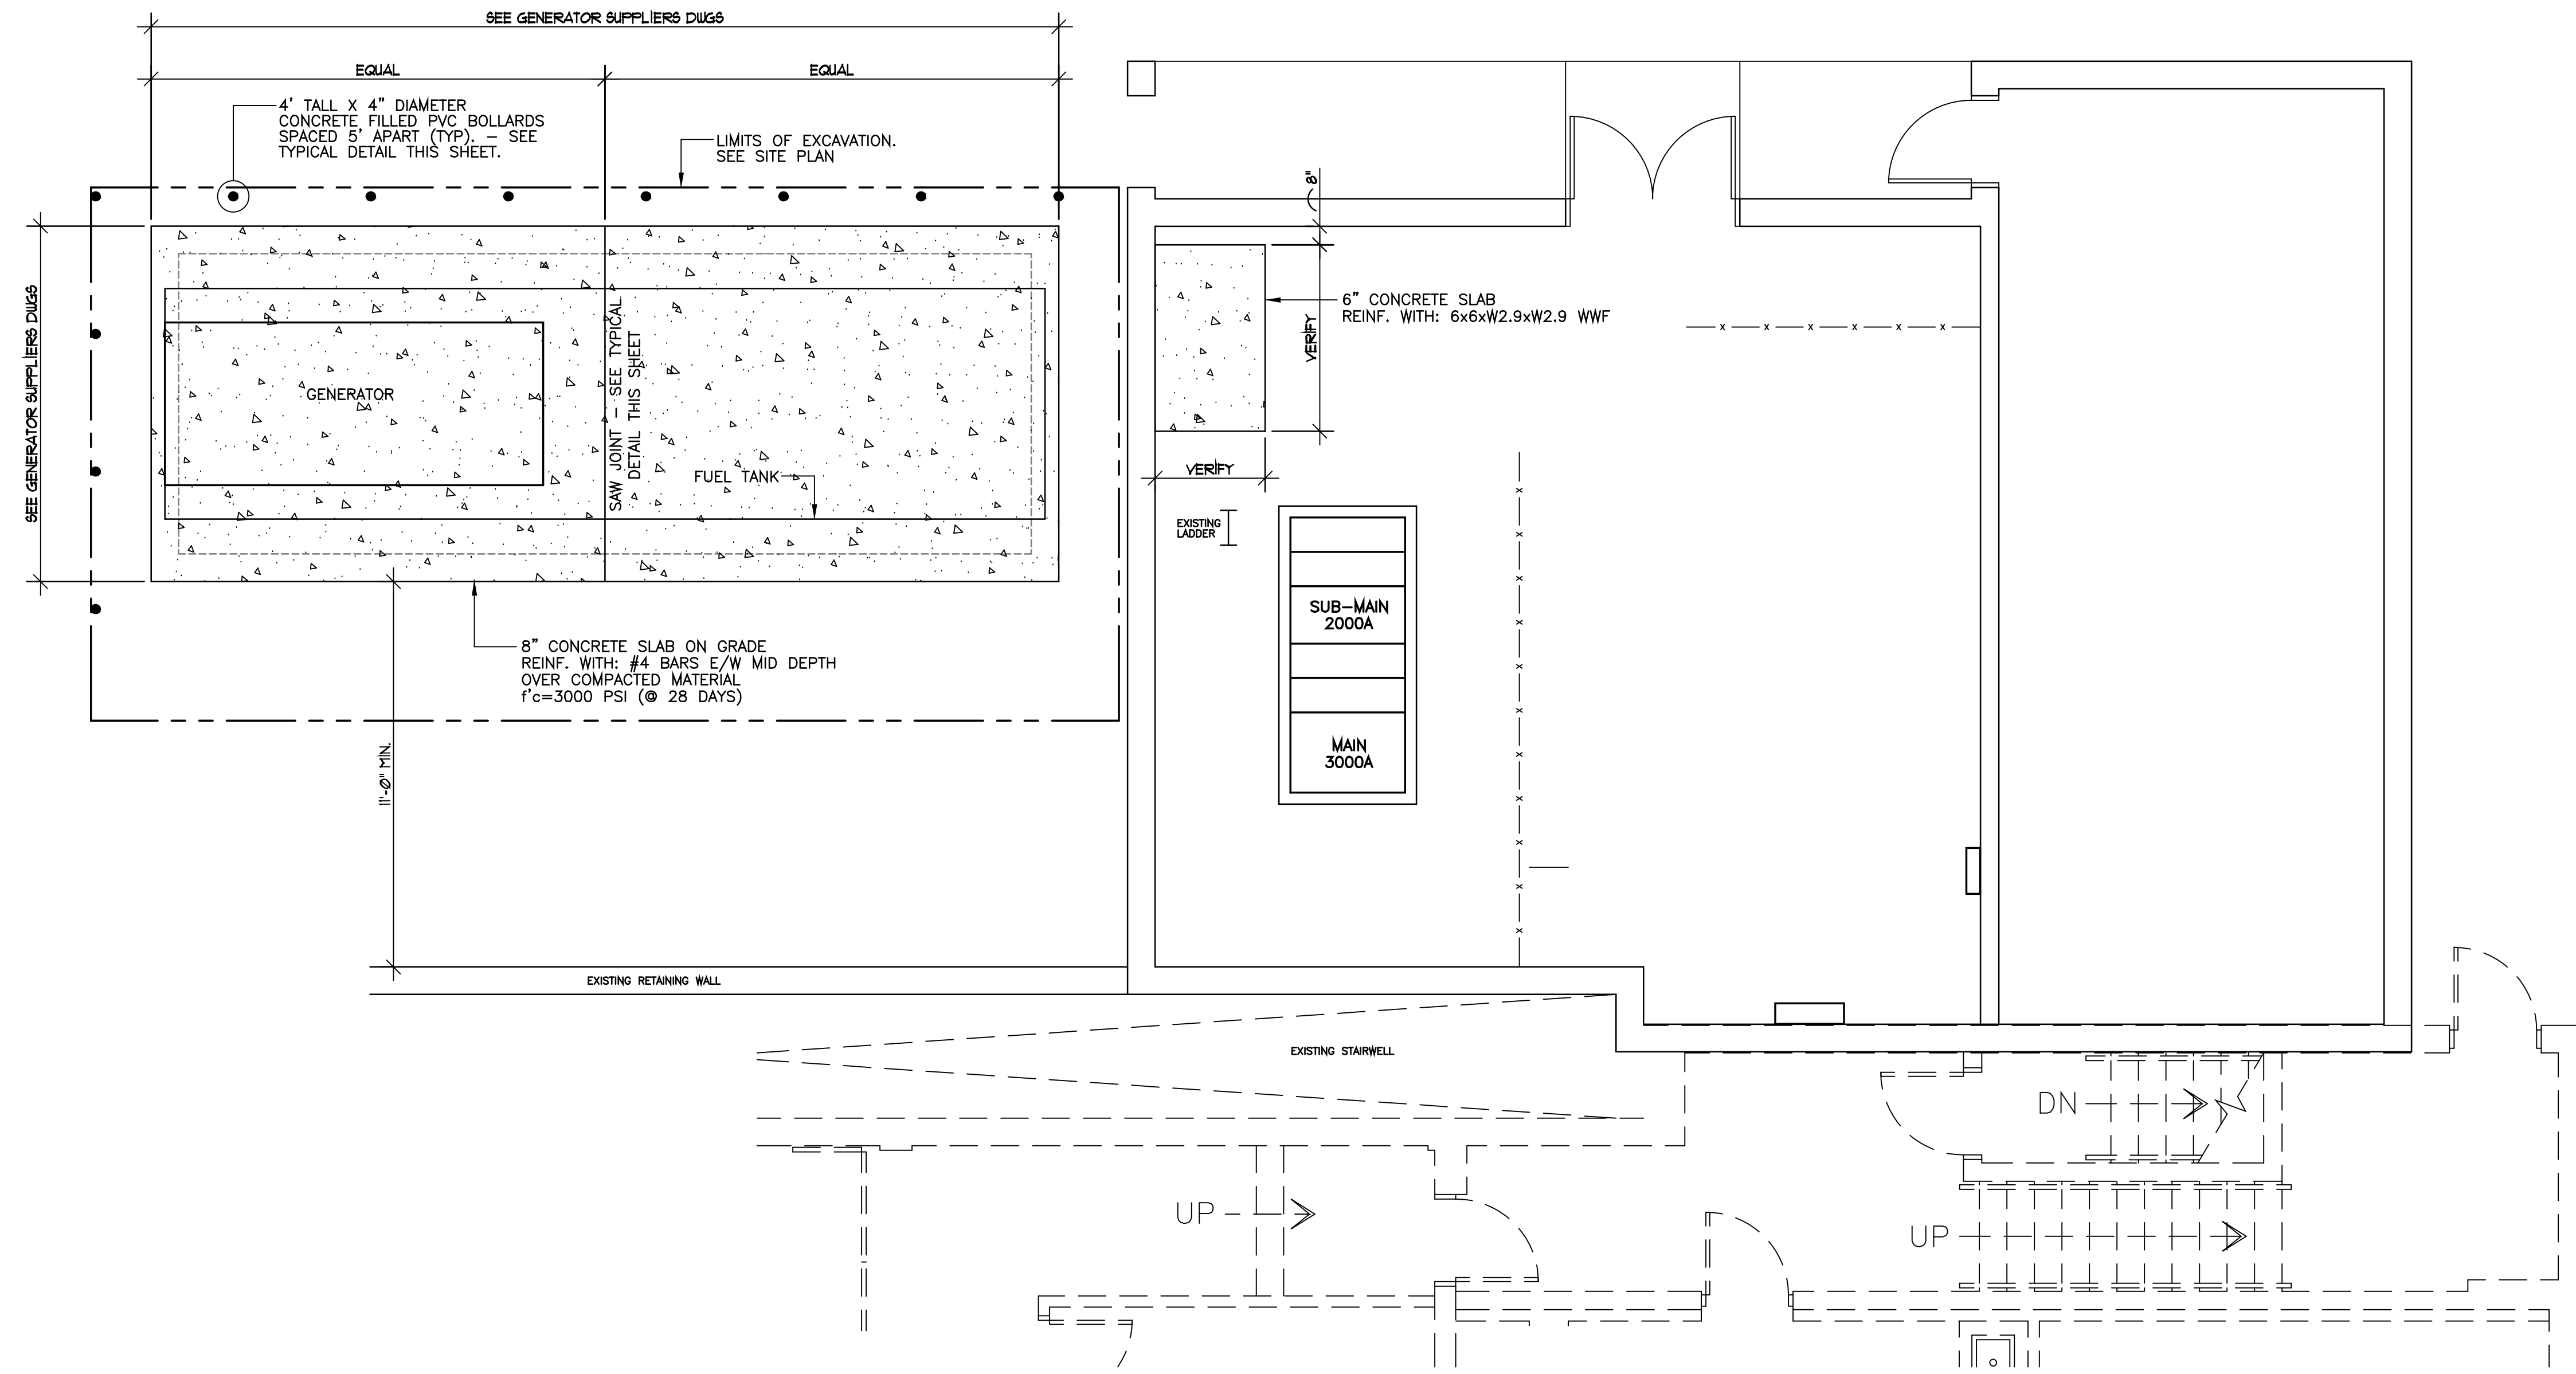 SEE GENERATOR SUPPLIERS DWGS
EQUAL
EQUAL
4' TALL X 4" DIAMETER
CONCRETE FILLED PVC BOLLARDS
SPACED 5' APART (TYP). – SEE
TYPICAL DETAIL THIS SHEET.
LIMITS OF EXCAVATION.
SEE SITE PLAN
SEE GENERATOR SUPPLIERS DWGS
GENERATOR
SAW JOINT – SEE TYPICAL
DETAIL THIS SHEET
FUEL TANK
8" CONCRETE SLAB ON GRADE
REINF. WITH: #4 BARS E/W MID DEPTH
OVER COMPACTED MATERIAL
f'c=3000 PSI (@ 28 DAYS)
11'-0" MIN.
EXISTING RETAINING WALL
8"
VERIFY
6" CONCRETE SLAB
REINF. WITH: 6x6xW2.9xW2.9 WWF
VERIFY
EXISTING
LADDER
SUB–MAIN
2000A
MAIN
3000A
EXISTING STAIRWELL
DN
UP
UP